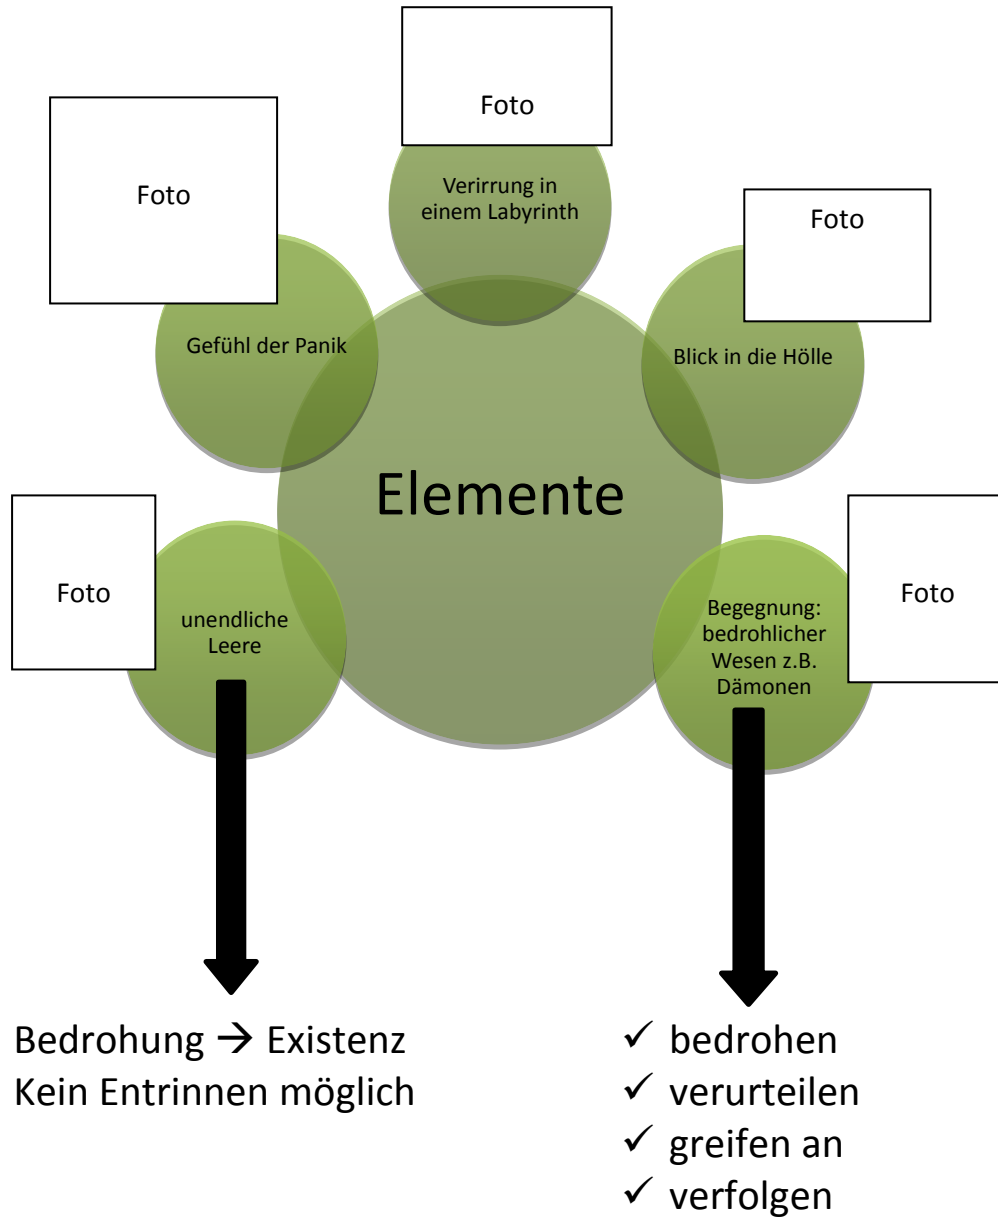 Foto
Verirrung in
einem Labyrinth
Foto
Gefühl der Panik
Foto
Blick in die Hölle
Elemente
Foto
unendliche
Leere
Begegnung:
bedrohlicher
Wesen z.B.
Dämonen
Foto
Bedrohung → Existenz
Kein Entrinnen möglich
✓ bedrohen
✓ verurteilen
✓ greifen an
✓ verfolgen